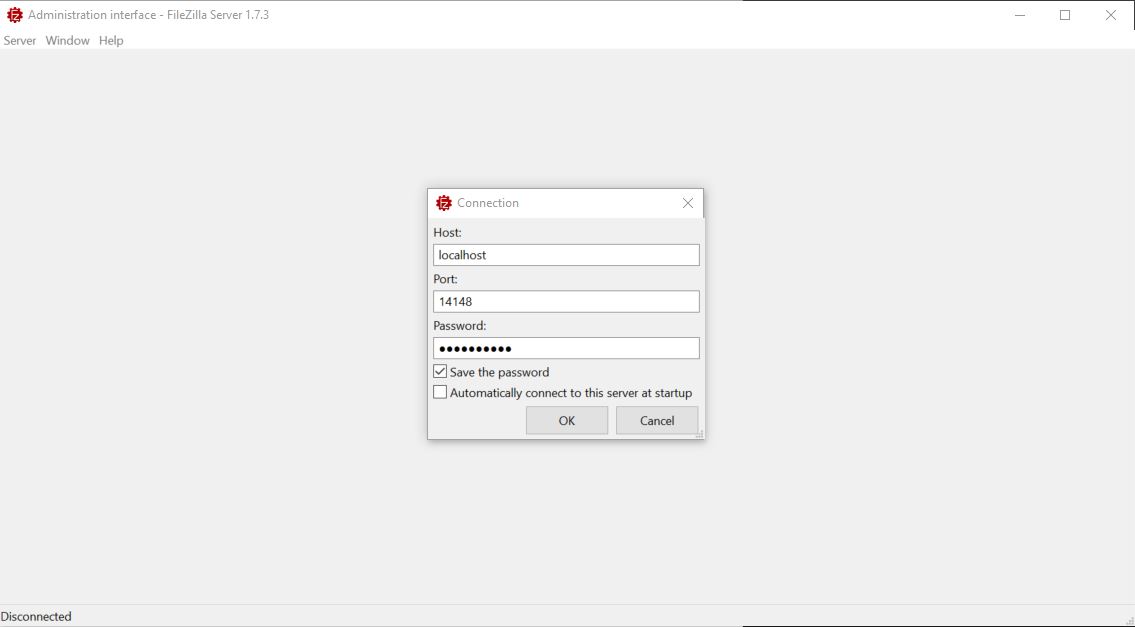 Administration interface - FileZilla Server 1.7.3
Server Window Help
Connection
Host:
localhost
Port:
14148
Password:
●●●●●●●●●●
Save the password
Automatically connect to this server at startup
OK Cancel
Disconnected